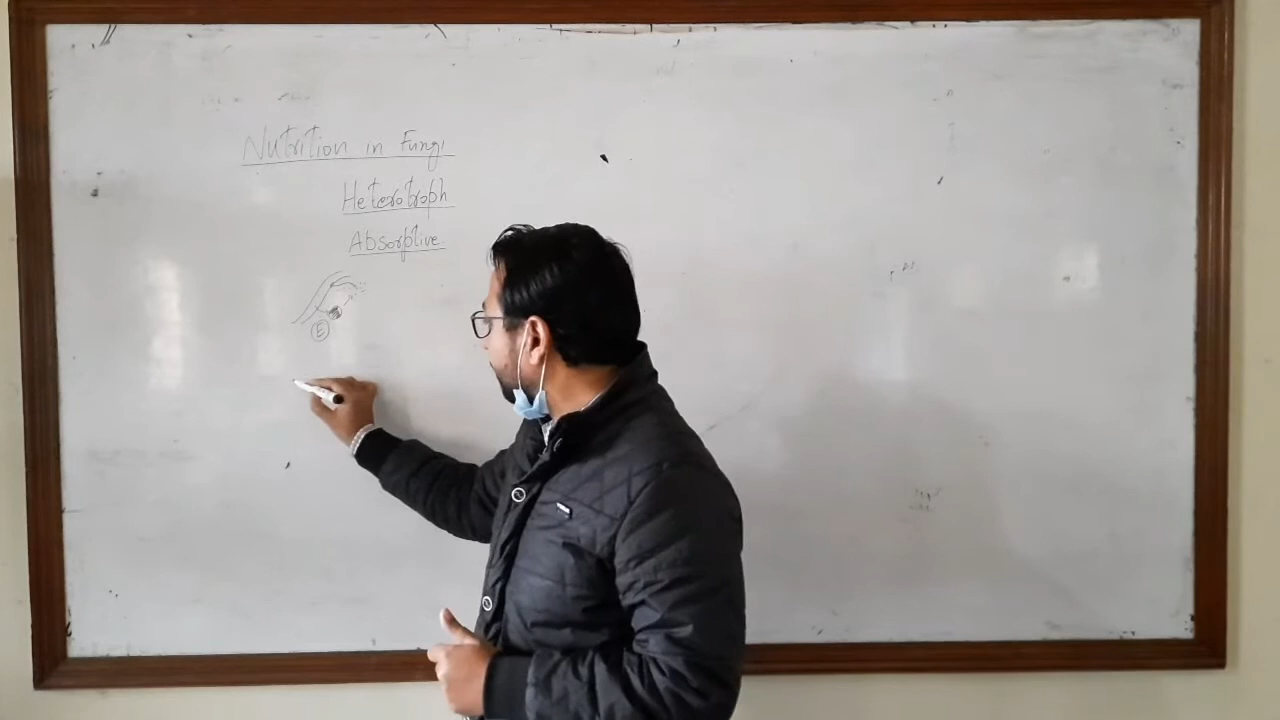 Nutrition in Fungi
Heterotroph
Absorptive
E